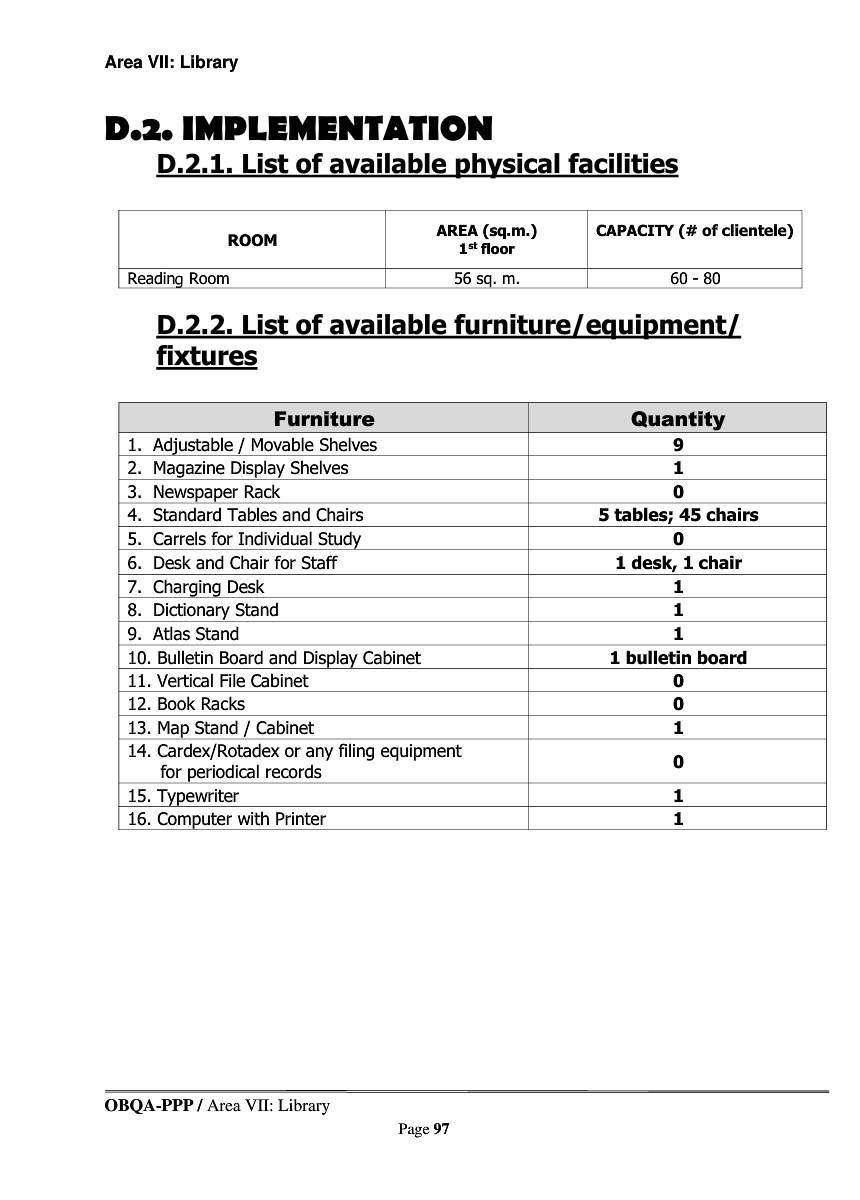 Area VII: Library
D.2. IMPLEMENTATION
D.2.1. List of available physical facilities
ROOM AREA (sq.m.) 1st floor CAPACITY (# of clientele)
Reading Room 56 sq. m. 60 - 80
D.2.2. List of available furniture/equipment/
fixtures
Furniture Quantity
1. Adjustable / Movable Shelves 9
2. Magazine Display Shelves 1
3. Newspaper Rack 0
4. Standard Tables and Chairs 5 tables; 45 chairs
5. Carrels for Individual Study 0
6. Desk and Chair for Staff 1 desk, 1 chair
7. Charging Desk 1
8. Dictionary Stand 1
9. Atlas Stand 1
10. Bulletin Board and Display Cabinet 1 bulletin board
11. Vertical File Cabinet 0
12. Book Racks 0
13. Map Stand / Cabinet 1
14. Cardex/Rotadex or any filing equipment
for periodical records 0
15. Typewriter 1
16. Computer with Printer 1
OBQA-PPP / Area VII: Library
Page 97